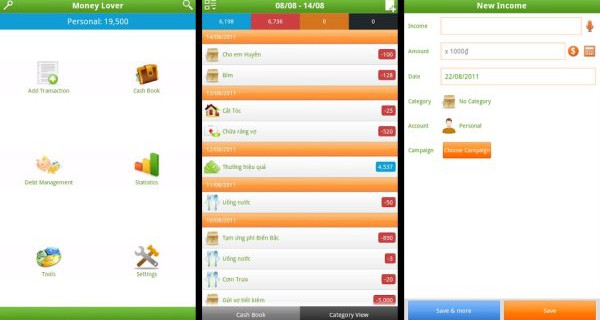 Money Lover
Personal: 19,500
Add Transaction
Cash Book
Debt Management
Statistics
Tools
Settings
08/08 - 14/08
6,198
6,736
0
0
14/08/2011
Cho em Huyền
-100
Bỉm
-128
13/08/2011
Cắt Tóc
-25
Chữa răng vợ
-520
12/08/2011
Thưởng hiệu quả
4,537
11/08/2011
Uống nước
-50
10/08/2011
Tạm ứng phí Biển Bắc
-890
Uống nước
-3
Cơm Trưa
-20
Gửi vợ tiết kiệm
-5,000
Cash Book
Category View
New Income
Income
Amount
x 1000₫
Date
22/08/2011
Category
No Category
Account
Personal
Campaign
Choose Campaign
Save & more
Save